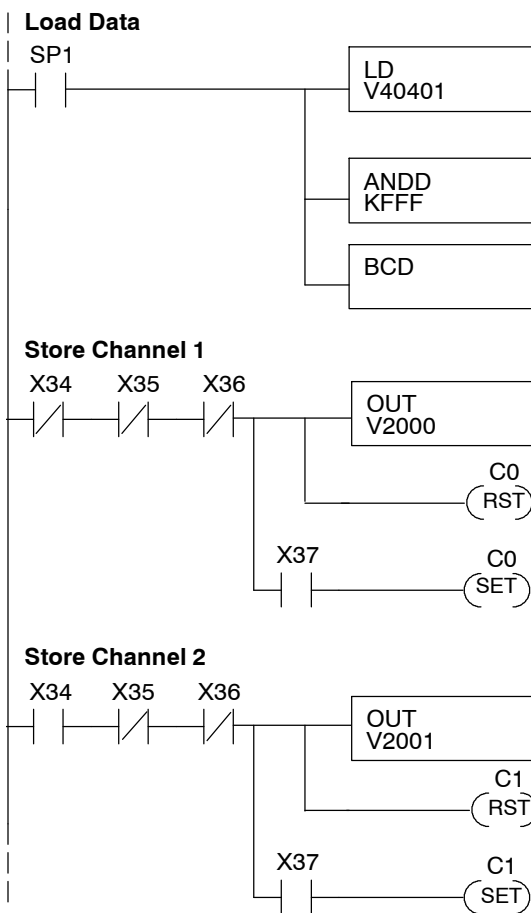 Load Data
SP1
LD
V40401
ANDD
KFFF
BCD
Store Channel 1
X34 X35 X36
OUT
V2000
C0
RST
X37 C0
SET
Store Channel 2
X34 X35 X36
OUT
V2001
C1
RST
X37 C1
SET